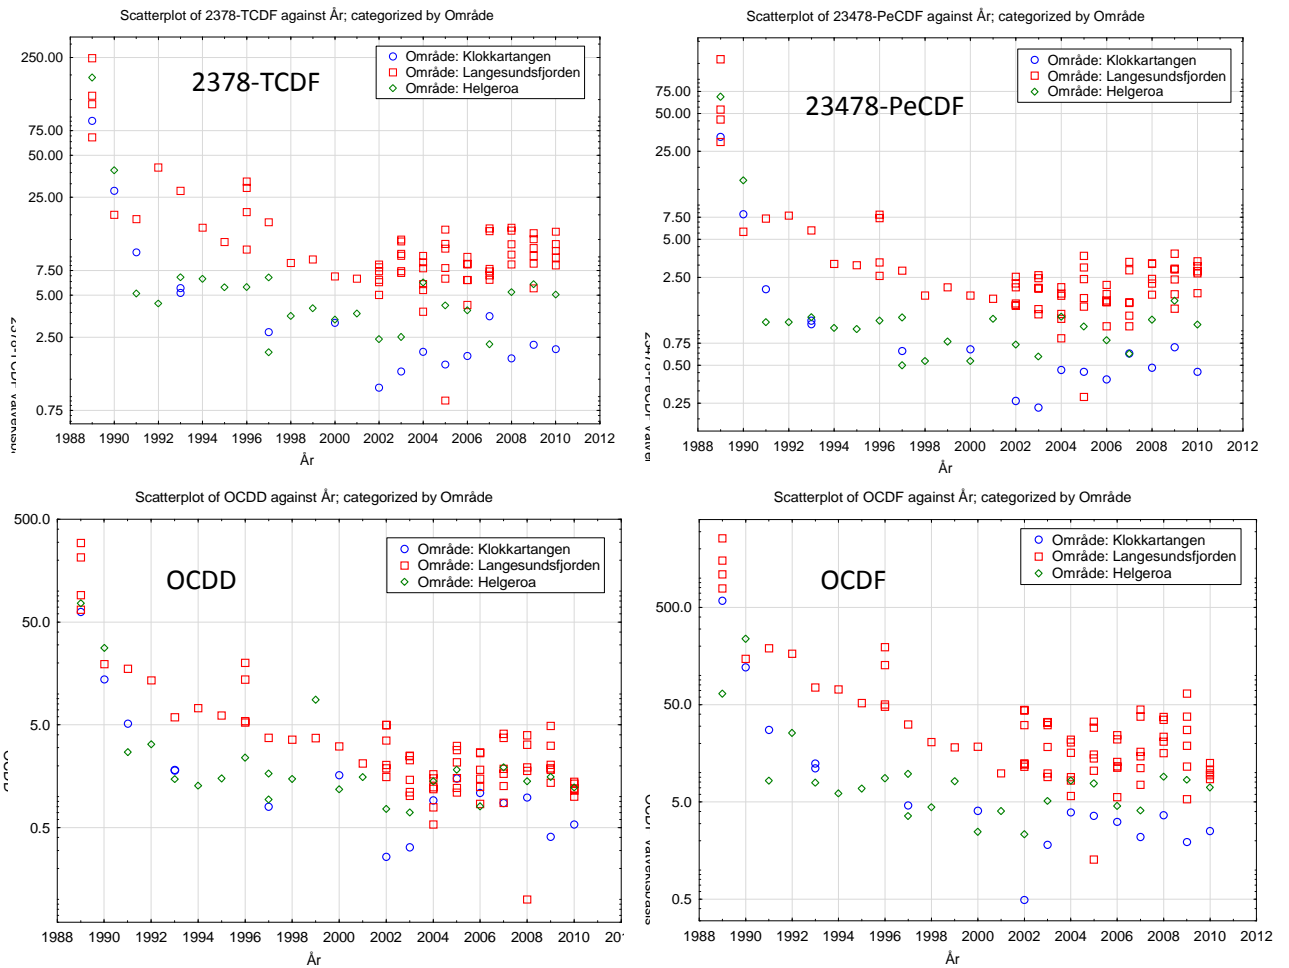 Scatterplot of 2378-TCDF against År; categorized by Område
250.00
75.00
50.00
25.00
7.50
5.00
2.50
0.75
2378-TCDF
Område: Klokkartangen
Område: Langesundsfjorden
Område: Helgeroa
1988 1990 1992 1994 1996 1998 2000 2002 2004 2006 2008 2010 2012
År
Scatterplot of 23478-PeCDF against År; categorized by Område
75.00
50.00
25.00
7.50
5.00
2.50
0.75
0.50
0.25
23478-PeCDF
Område: Klokkartangen
Område: Langesundsfjorden
Område: Helgeroa
1988 1990 1992 1994 1996 1998 2000 2002 2004 2006 2008 2010 2012
År
Scatterplot of OCDD against År; categorized by Område
500.0
50.0
5.0
0.5
OCDD
Område: Klokkartangen
Område: Langesundsfjorden
Område: Helgeroa
1988 1990 1992 1994 1996 1998 2000 2002 2004 2006 2008 2010
År
Scatterplot of OCDF against År; categorized by Område
500.0
50.0
5.0
0.5
OCDF
Område: Klokkartangen
Område: Langesundsfjorden
Område: Helgeroa
1988 1990 1992 1994 1996 1998 2000 2002 2004 2006 2008 2010 2012
År